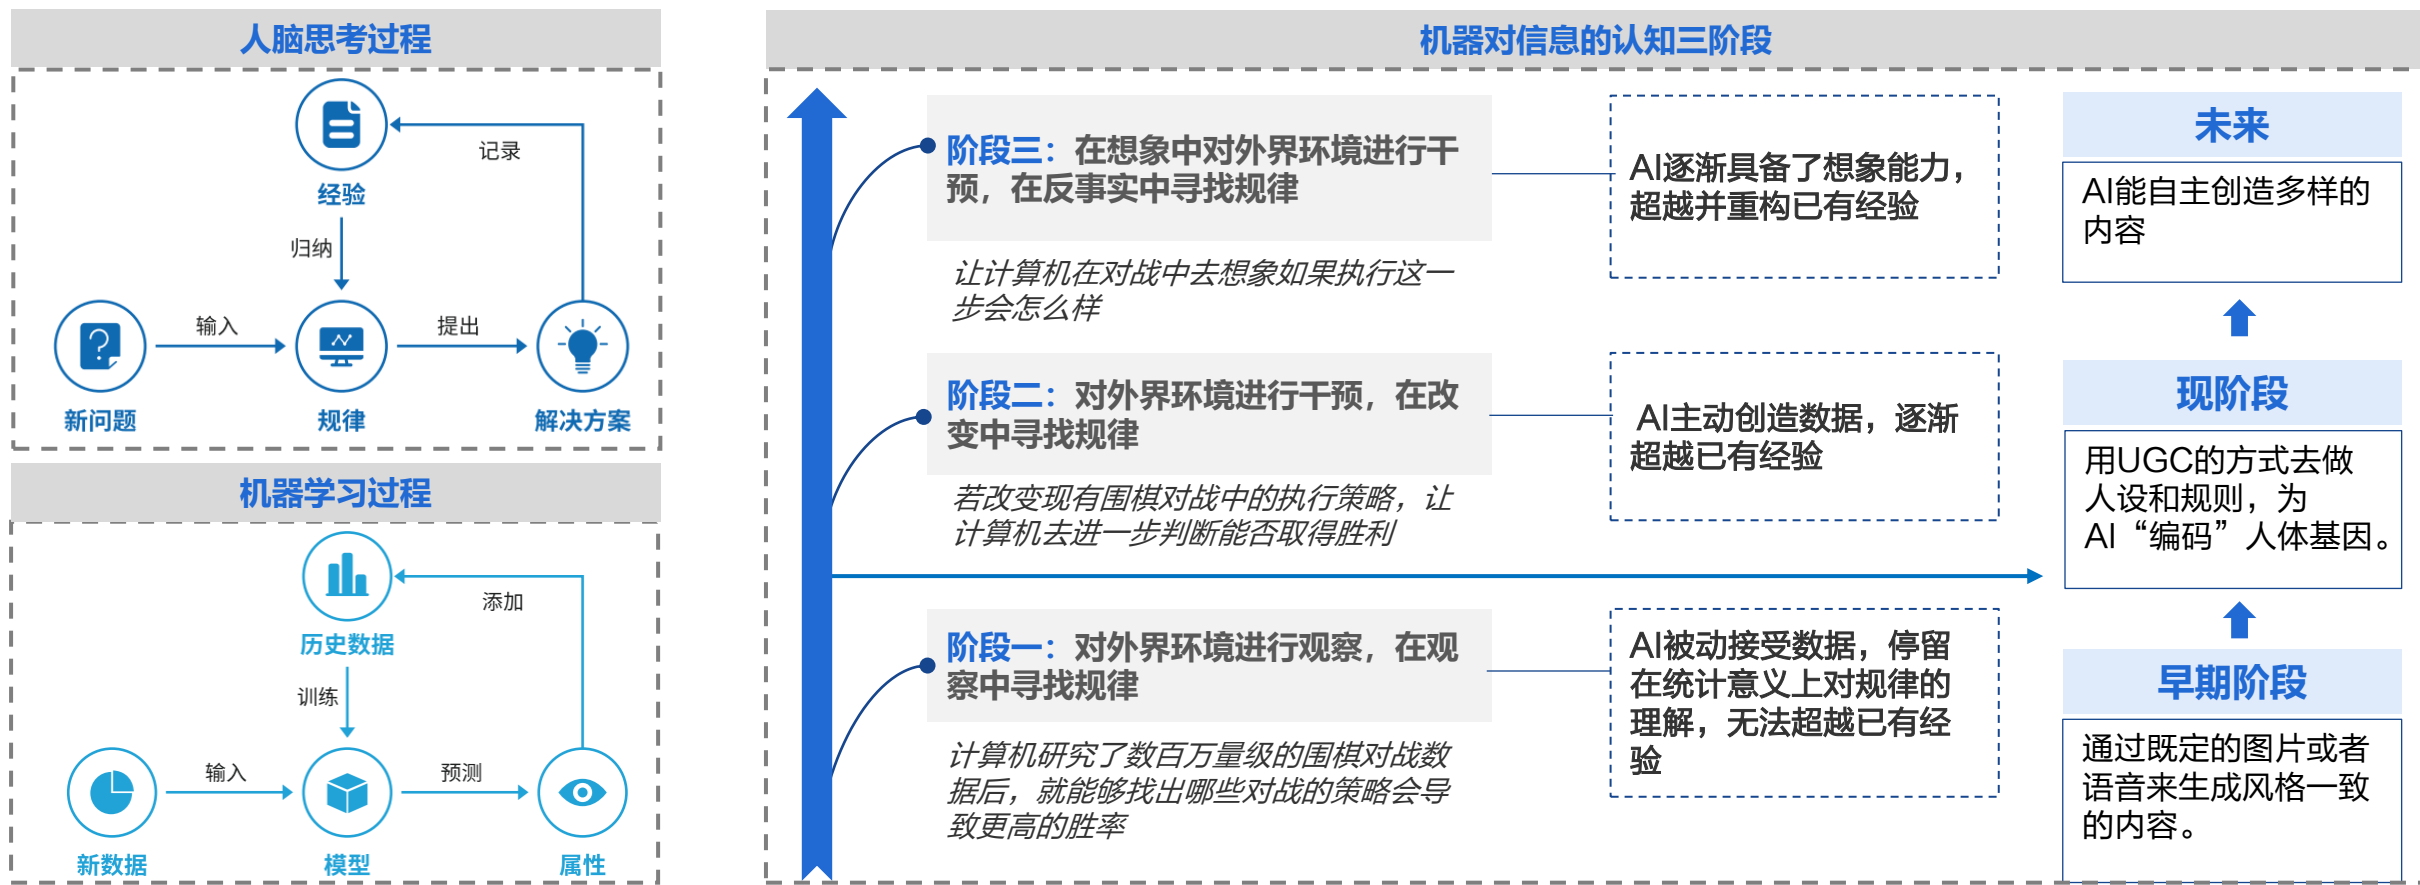 人脑思考过程
记录
经验
归纳
输入
提出
新问题
规律
解决方案
机器学习过程
添加
历史数据
训练
输入
预测
新数据
模型
属性
机器对信息的认知三阶段
阶段三：在想象中对外界环境进行干
预，在反事实中寻找规律
让计算机在对战中去想象如果执行这一
步会怎么样
AI逐渐具备了想象能力，
超越并重构已有经验
未来
AI能自主创造多样的
内容
阶段二：对外界环境进行干预，在改
变中寻找规律
若改变现有围棋对战中的执行策略，让
计算机去进一步判断能否取得胜利
AI主动创造数据，逐渐
超越已有经验
现阶段
用UGC的方式去做
人设和规则，为
AI“编码”人体基因。
阶段一：对外界环境进行观察，在观
察中寻找规律
计算机研究了数百万量级的围棋对战数
据后，就能够找出哪些对战的策略会导
致更高的胜率
AI被动接受数据，停留
在统计意义上对规律的
理解，无法超越已有经
验
早期阶段
通过既定的图片或者
语音来生成风格一致
的内容。